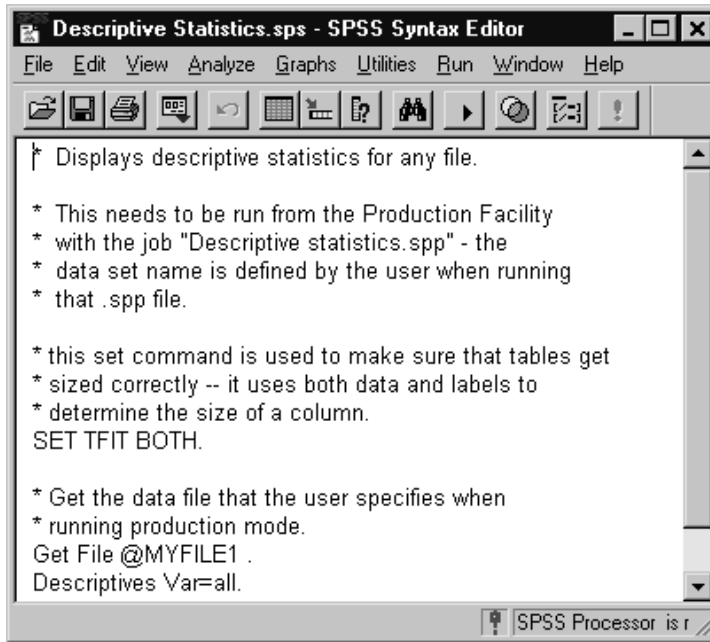 Descriptive Statistics.sps - SPSS Syntax Editor
File Edit View Analyze Graphs Utilities Run Window Help
* Displays descriptive statistics for any file.
* This needs to be run from the Production Facility
* with the job "Descriptive statistics.spp" - the
* data set name is defined by the user when running
* that .spp file.
* this set command is used to make sure that tables get
* sized correctly -- it uses both data and labels to
* determine the size of a column.
SET TFIT BOTH.
* Get the data file that the user specifies when
* running production mode.
Get File @MYFILE1 .
Descriptives Var=all.
SPSS Processor is r